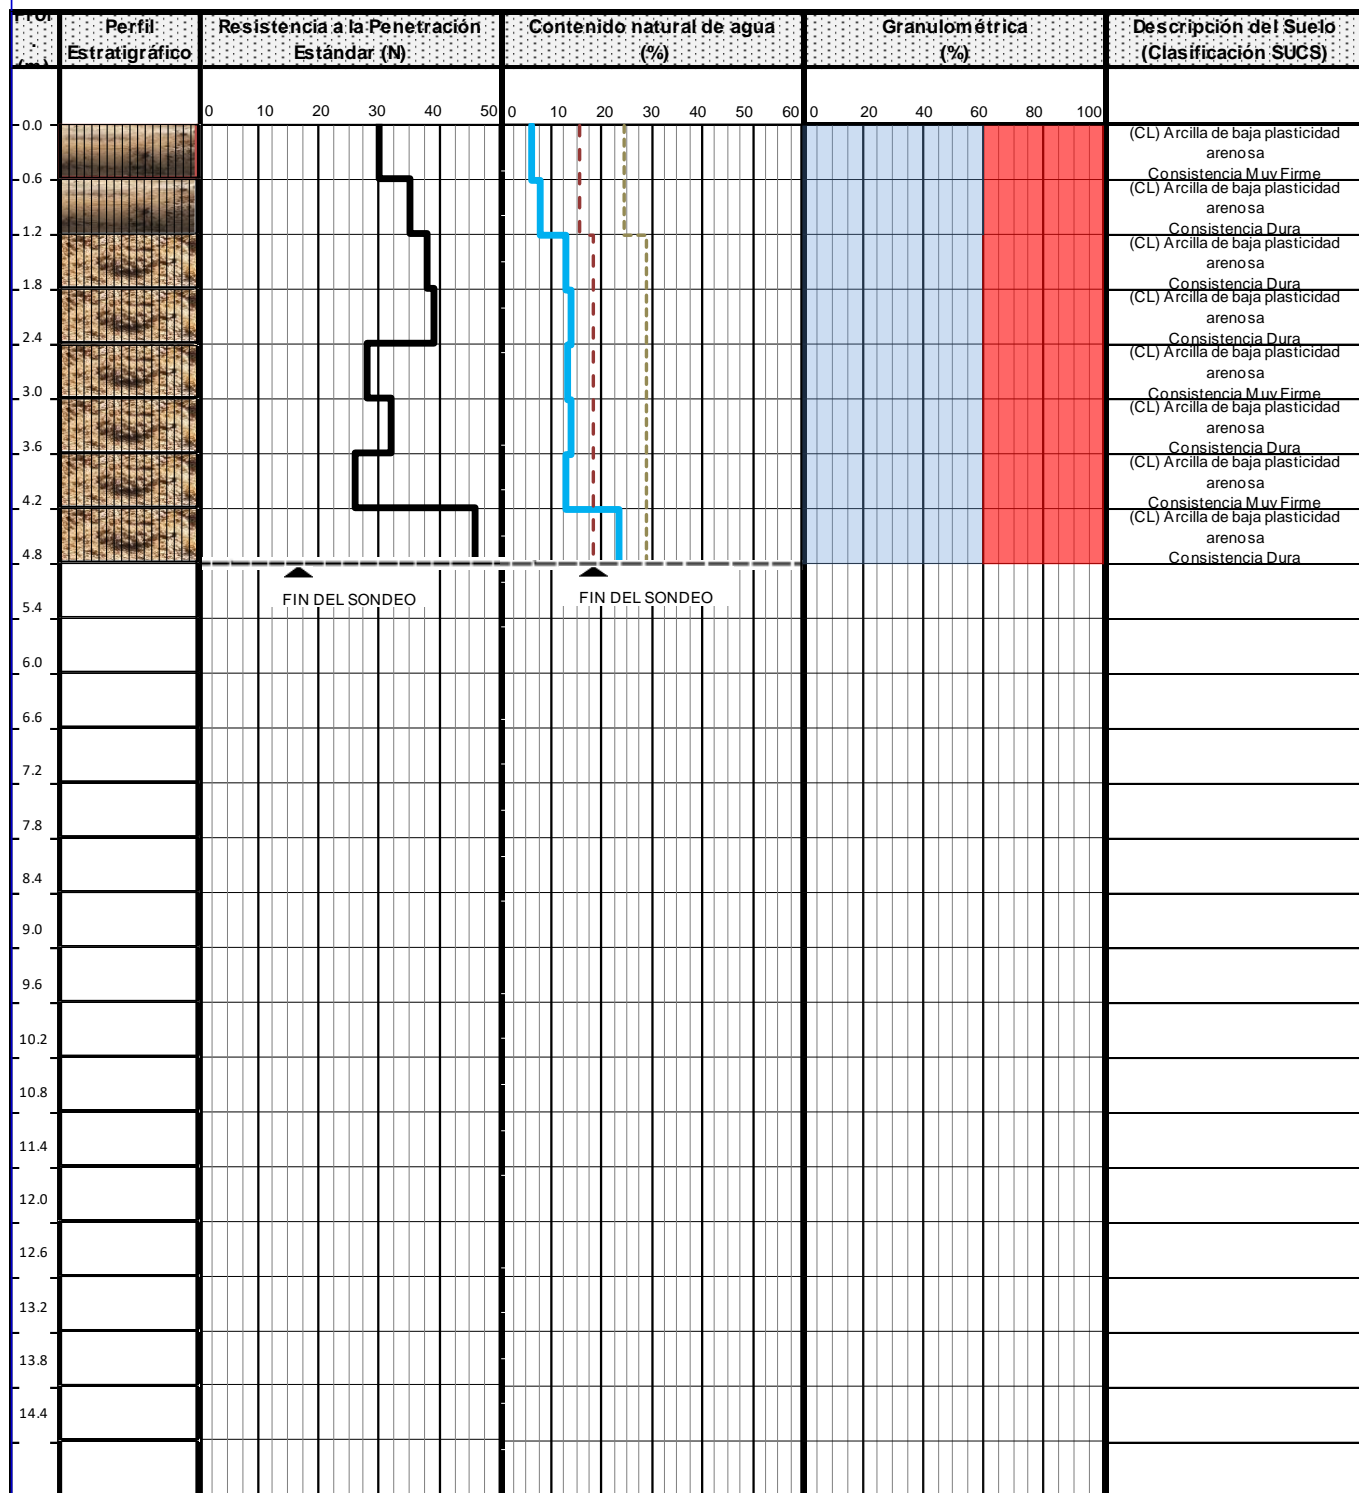 Perfil
Estratigráfico
Resistencia a la Penetración
Estándar (N)
Contenido natural de agua
(%)
Granulométrica
(%)
Descripción del Suelo
(Clasificación SUCS)
0 10 20 30 40 50
0 10 20 30 40 50 60
0 20 40 60 80 100
0.0
(CL) Arcilla de baja plasticidad
arenosa
Consistencia Muy Firme
0.6
(CL) Arcilla de baja plasticidad
arenosa
Consistencia Dura
1.2
(CL) Arcilla de baja plasticidad
arenosa
Consistencia Dura
1.8
(CL) Arcilla de baja plasticidad
arenosa
Consistencia Dura
2.4
(CL) Arcilla de baja plasticidad
arenosa
Consistencia Muy Firme
3.0
(CL) Arcilla de baja plasticidad
arenosa
Consistencia Dura
3.6
(CL) Arcilla de baja plasticidad
arenosa
Consistencia Muy Firme
4.2
(CL) Arcilla de baja plasticidad
arenosa
Consistencia Dura
4.8
FIN DEL SONDEO
FIN DEL SONDEO
5.4
6.0
6.6
7.2
7.8
8.4
9.0
9.6
10.2
10.8
11.4
12.0
12.6
13.2
13.8
14.4